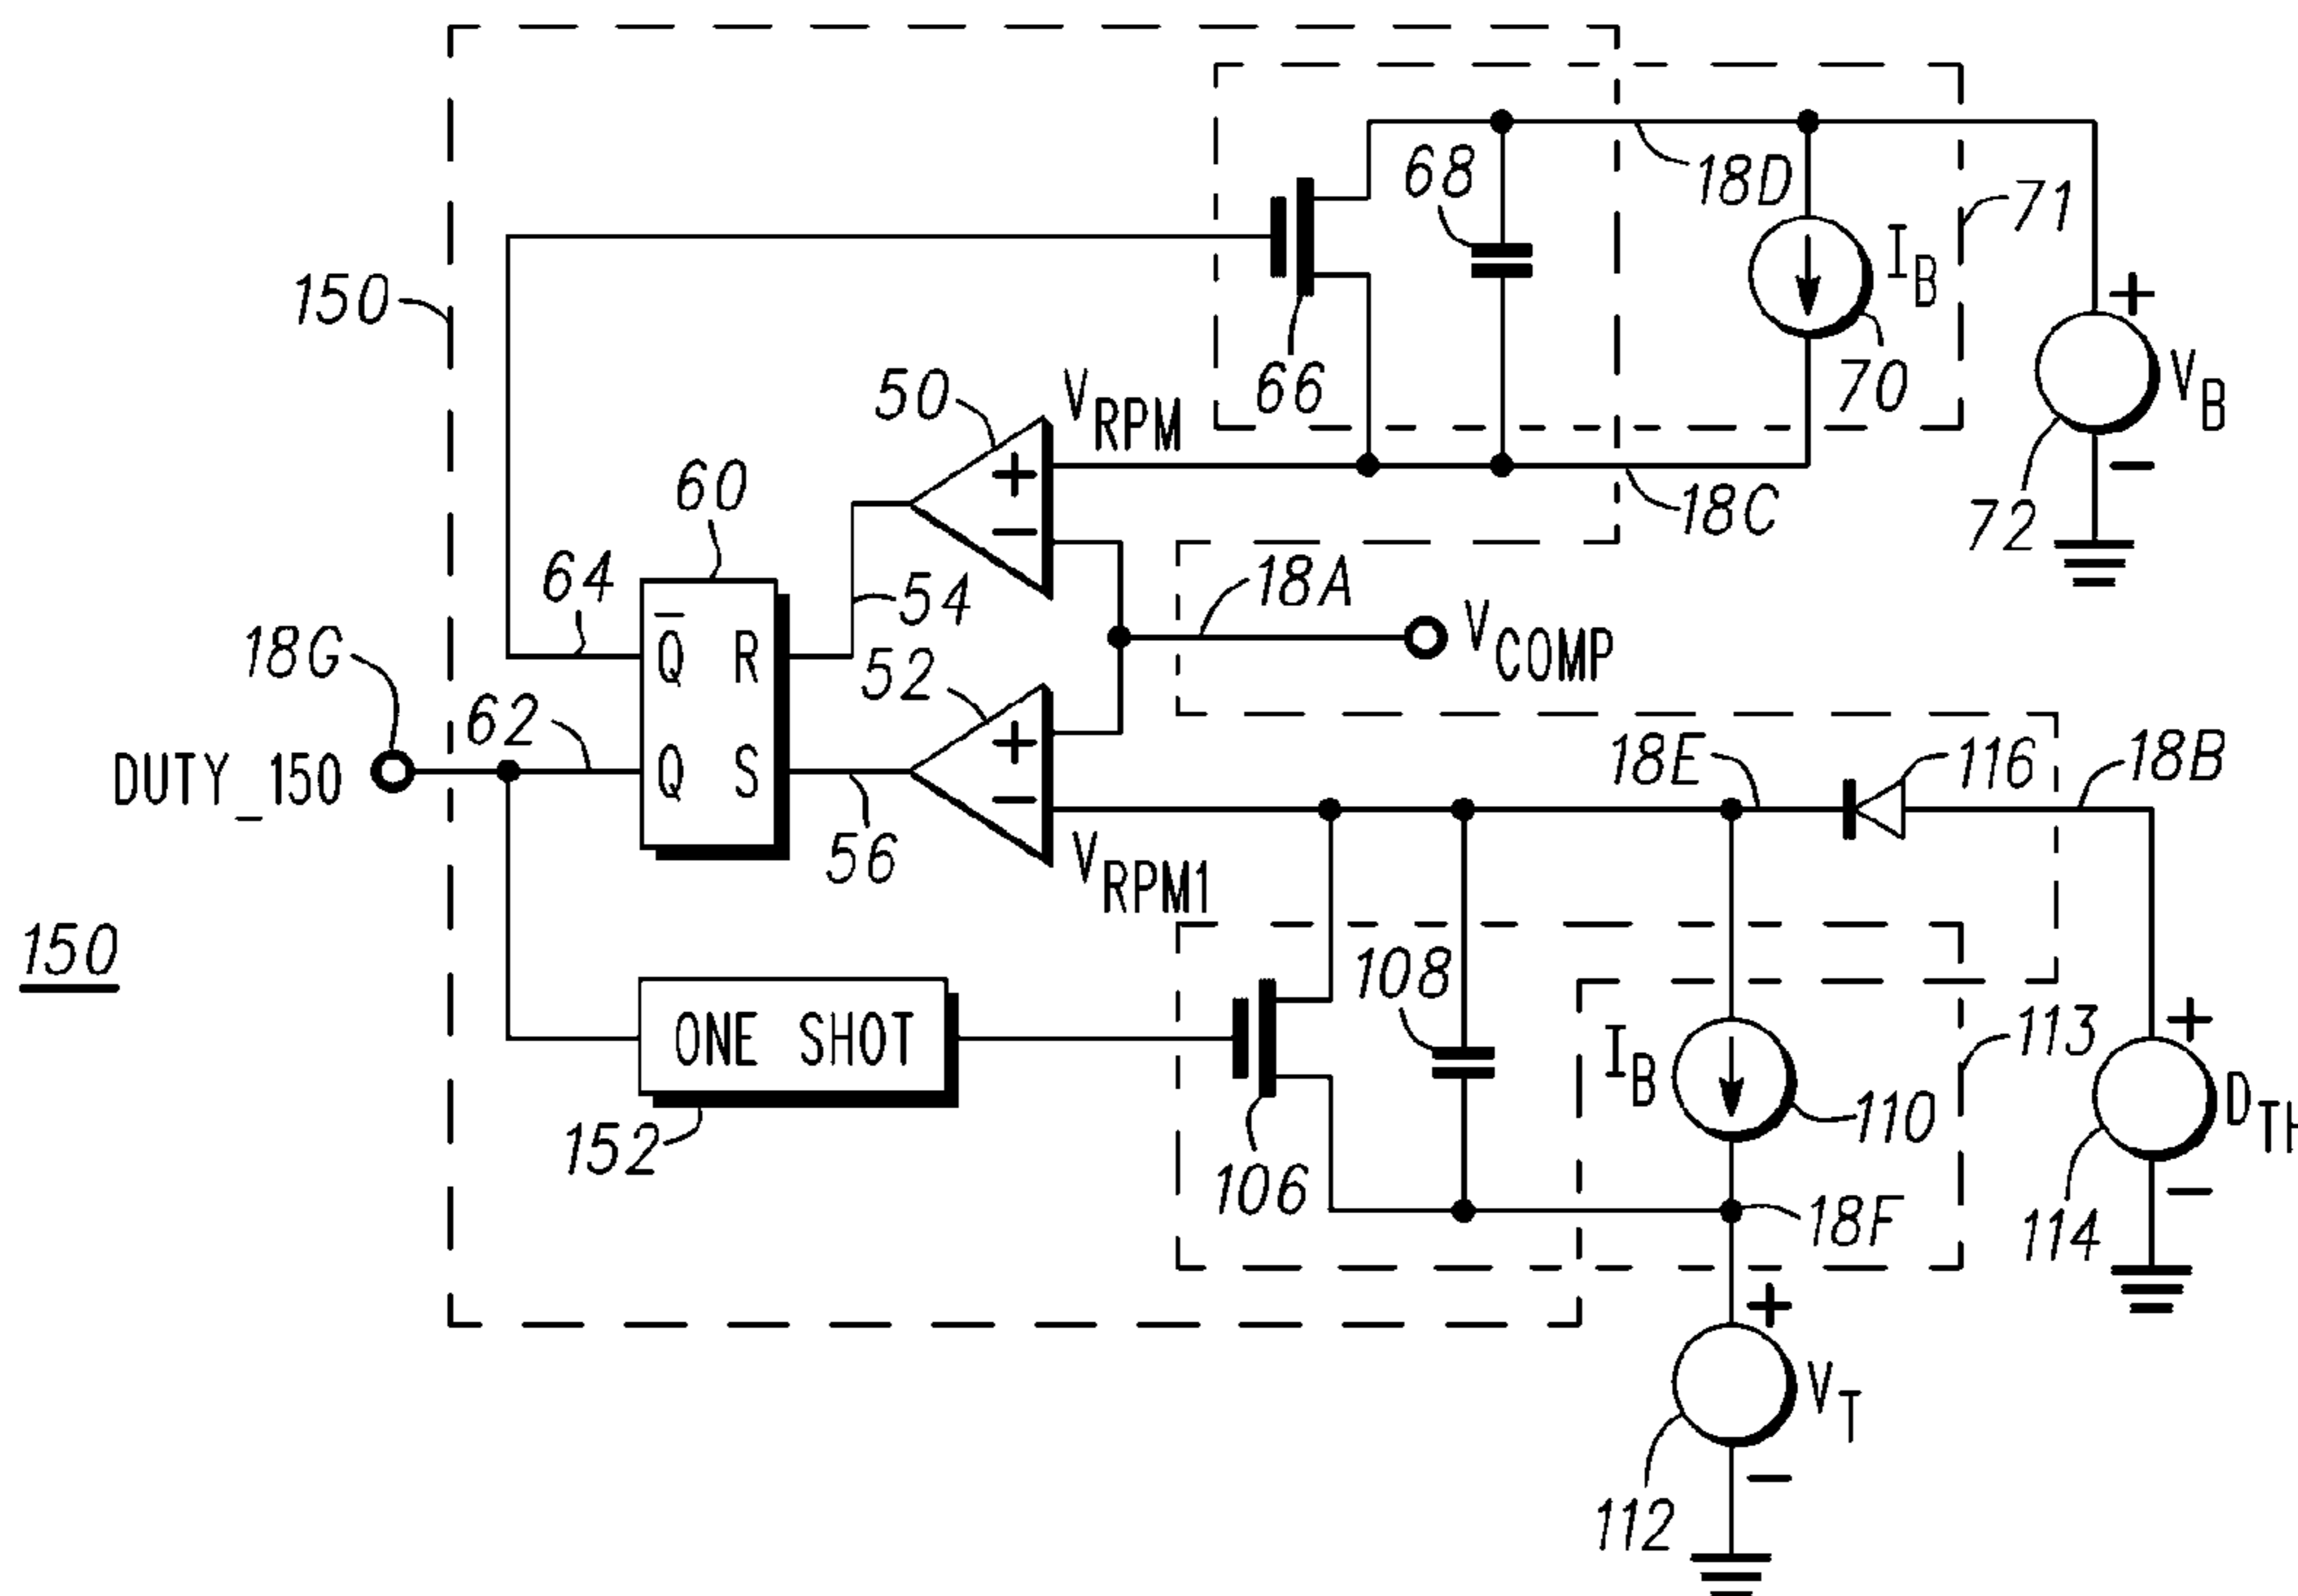 68
18D
71
I_B
150
66
70
V_B
50
V_RPM
60
18C
72
64
54
18A
V_COMP
18G
Q̅ R
52
62
18E
116
18B
DUTY_150
Q S
56
V_RPM1
150
108
ONE SHOT
I_B
113
152
106
110
D_TH
18F
114
V_T
112
+
−
+
−
+
−
+
−
+
−